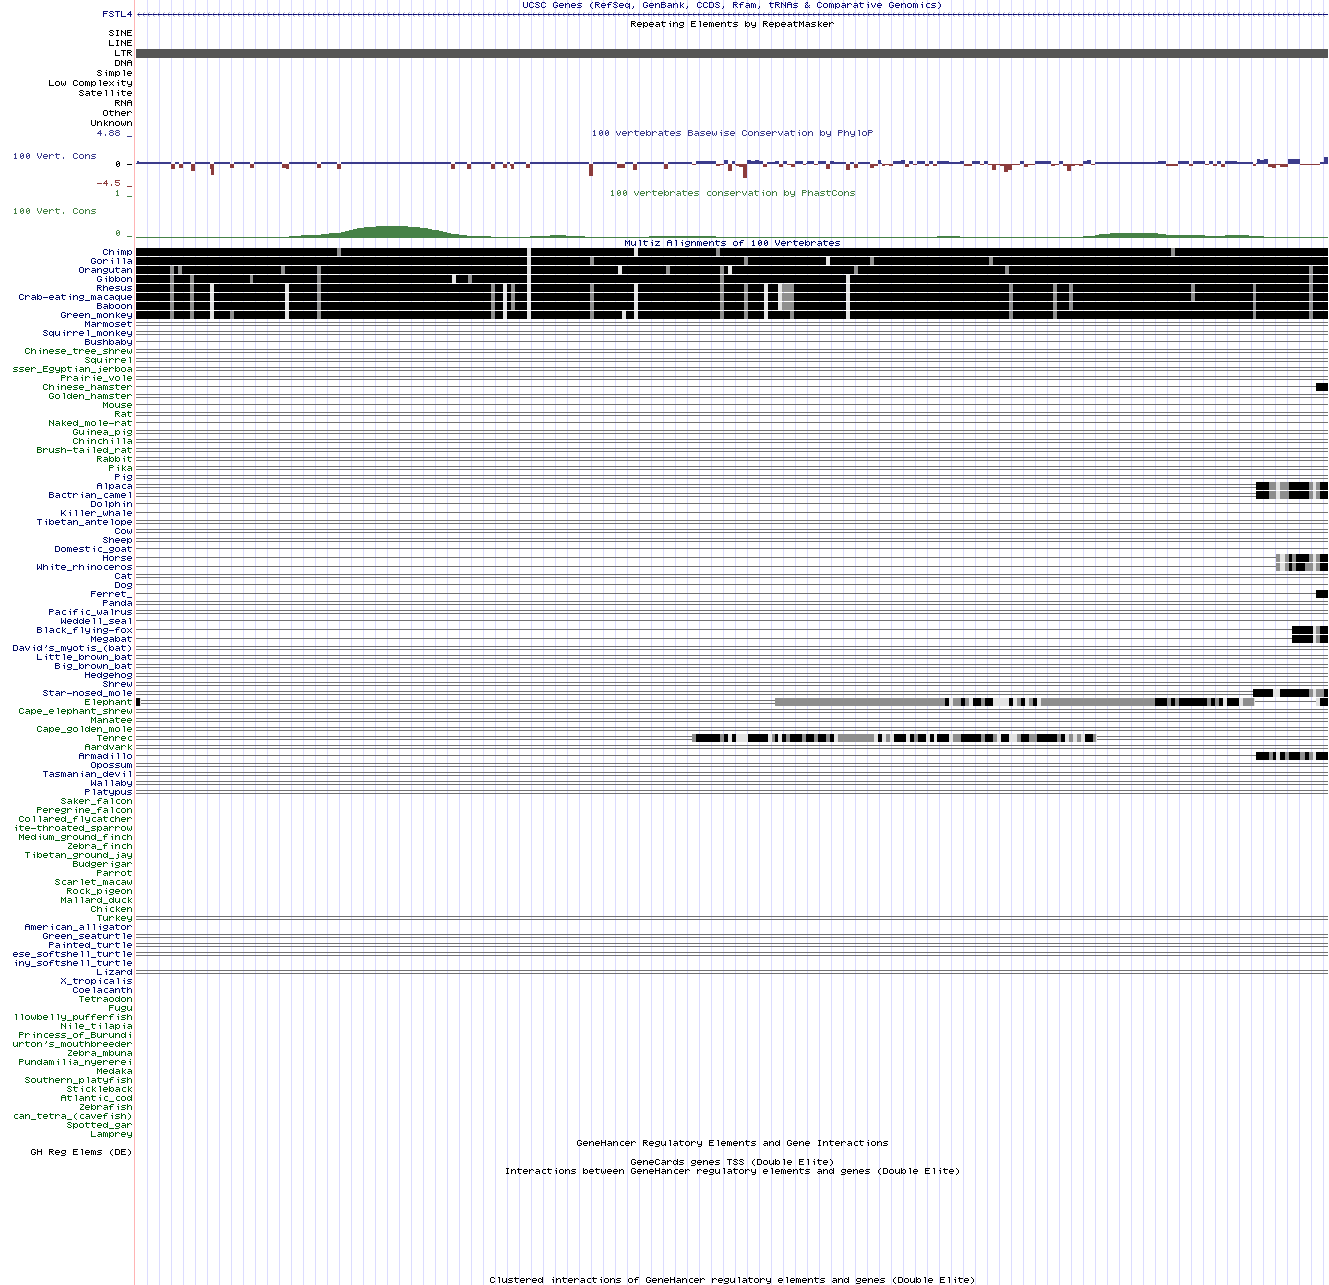 UCSC Genes (RefSeq, GenBank, CCDS, Rfam, tRNAs & Comparative Genomics)
FSTL4
Repeating Elements by RepeatMasker
SINE
LINE
LTR
DNA
Simple
Low Complexity
Satellite
RNA
Other
Unknown
4.88 _
100 vertebrates Basewise Conservation by PhyloP
100 Vert. Cons
0 -
-4.5 _
1 _
100 vertebrates conservation by PhastCons
100 Vert. Cons
0 _
Multiz Alignments of 100 Vertebrates
Chimp
Gorilla
Orangutan
Gibbon
Rhesus
Crab-eating_macaque
Baboon
Green_monkey
Marmoset
Squirrel_monkey
Bushbaby
Chinese_tree_shrew
Squirrel
sser_Egyptian_jerboa
Prairie_vole
Chinese_hamster
Golden_hamster
Mouse
Rat
Naked_mole-rat
Guinea_pig
Chinchilla
Brush-tailed_rat
Rabbit
Pika
Pig
Alpaca
Bactrian_camel
Dolphin
Killer_whale
Tibetan_antelope
Cow
Sheep
Domestic_goat
Horse
White_rhinoceros
Cat
Dog
Ferret_
Panda
Pacific_walrus
Weddell_seal
Black_flying-fox
Megabat
David's_myotis_(bat)
Little_brown_bat
Big_brown_bat
Hedgehog
Shrew
Star-nosed_mole
Elephant
Cape_elephant_shrew
Manatee
Cape_golden_mole
Tenrec
Aardvark
Armadillo
Opossum
Tasmanian_devil
Wallaby
Platypus
Saker_falcon
Peregrine_falcon
Collared_flycatcher
ite-throated_sparrow
Medium_ground_finch
Zebra_finch
Tibetan_ground_jay
Budgerigar
Parrot
Scarlet_macaw
Rock_pigeon
Mallard_duck
Chicken
Turkey
American_alligator
Green_seaturtle
Painted_turtle
ese_softshell_turtle
iny_softshell_turtle
Lizard
X_tropicalis
Coelacanth
Tetraodon
Fugu
llowbelly_pufferfish
Nile_tilapia
Princess_of_Burundi
urton's_mouthbreeder
Zebra_mbuna
Pundamilia_nyererei
Medaka
Southern_platyfish
Stickleback
Atlantic_cod
Zebrafish
can_tetra_(cavefish)
Spotted_gar
Lamprey
GeneHancer Regulatory Elements and Gene Interactions
GH Reg Elems (DE)
GeneCards genes TSS (Double Elite)
Interactions between GeneHancer regulatory elements and genes (Double Elite)
Clustered interactions of GeneHancer regulatory elements and genes (Double Elite)